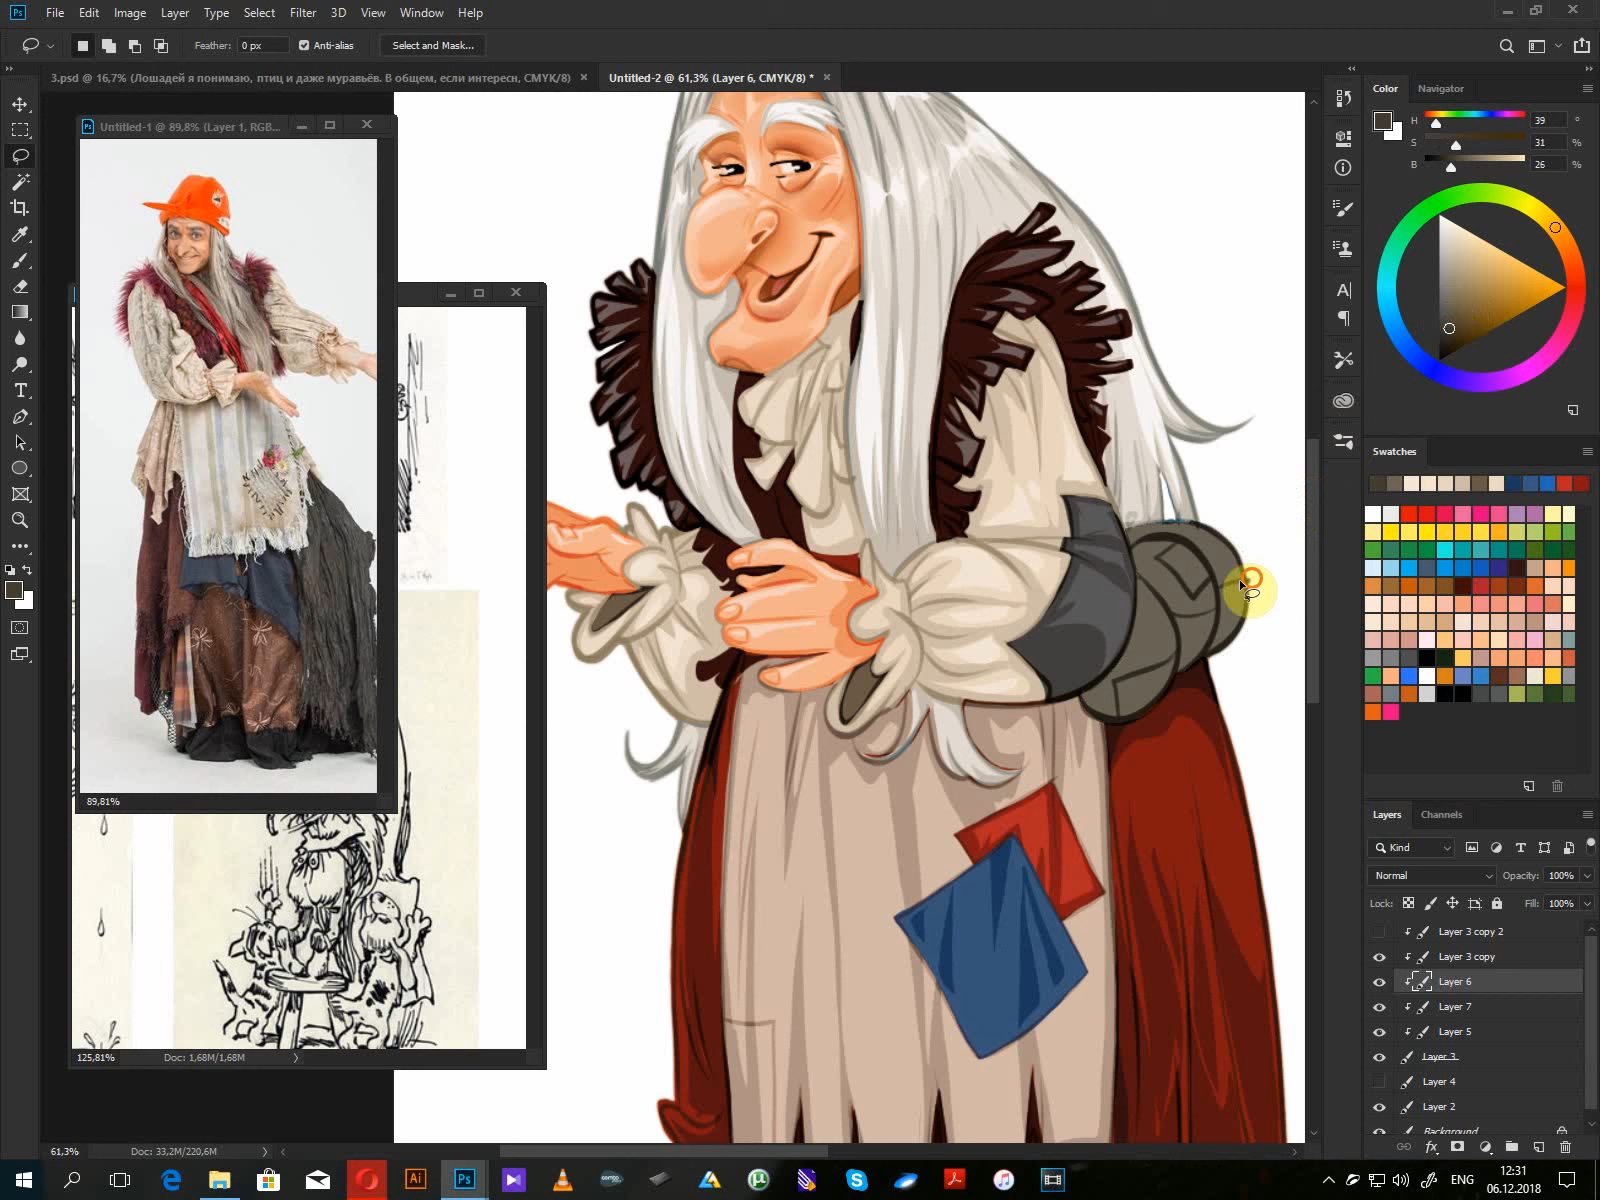 Ps File Edit Image Layer Type Select Filter 3D View Window Help
Feather: 0 px Anti-alias Select and Mask...
3.psd @ 16,7% (Лошадей я понимаю, птиц и даже муравьёв. В общем, если интересн, CMYK/8) ×
Untitled-2 @ 61,3% (Layer 6, CMYK/8) * ×
Untitled-1 @ 89,8% (Layer 1, RGB...
89,81%
125,81% Doc: 1,68M/1,68M
61,3% Doc: 33,2M/220,6M
Color Navigator
H 39 °
S 31 %
B 26 %
Swatches
Layers Channels
Kind
Normal Opacity: 100%
Lock: Fill: 100%
Layer 3 copy 2
Layer 3 copy
Layer 6
Layer 7
Layer 5
Layer 3
Layer 4
Layer 2
Background
Ai Ps
ENG
12:31
06.12.2018